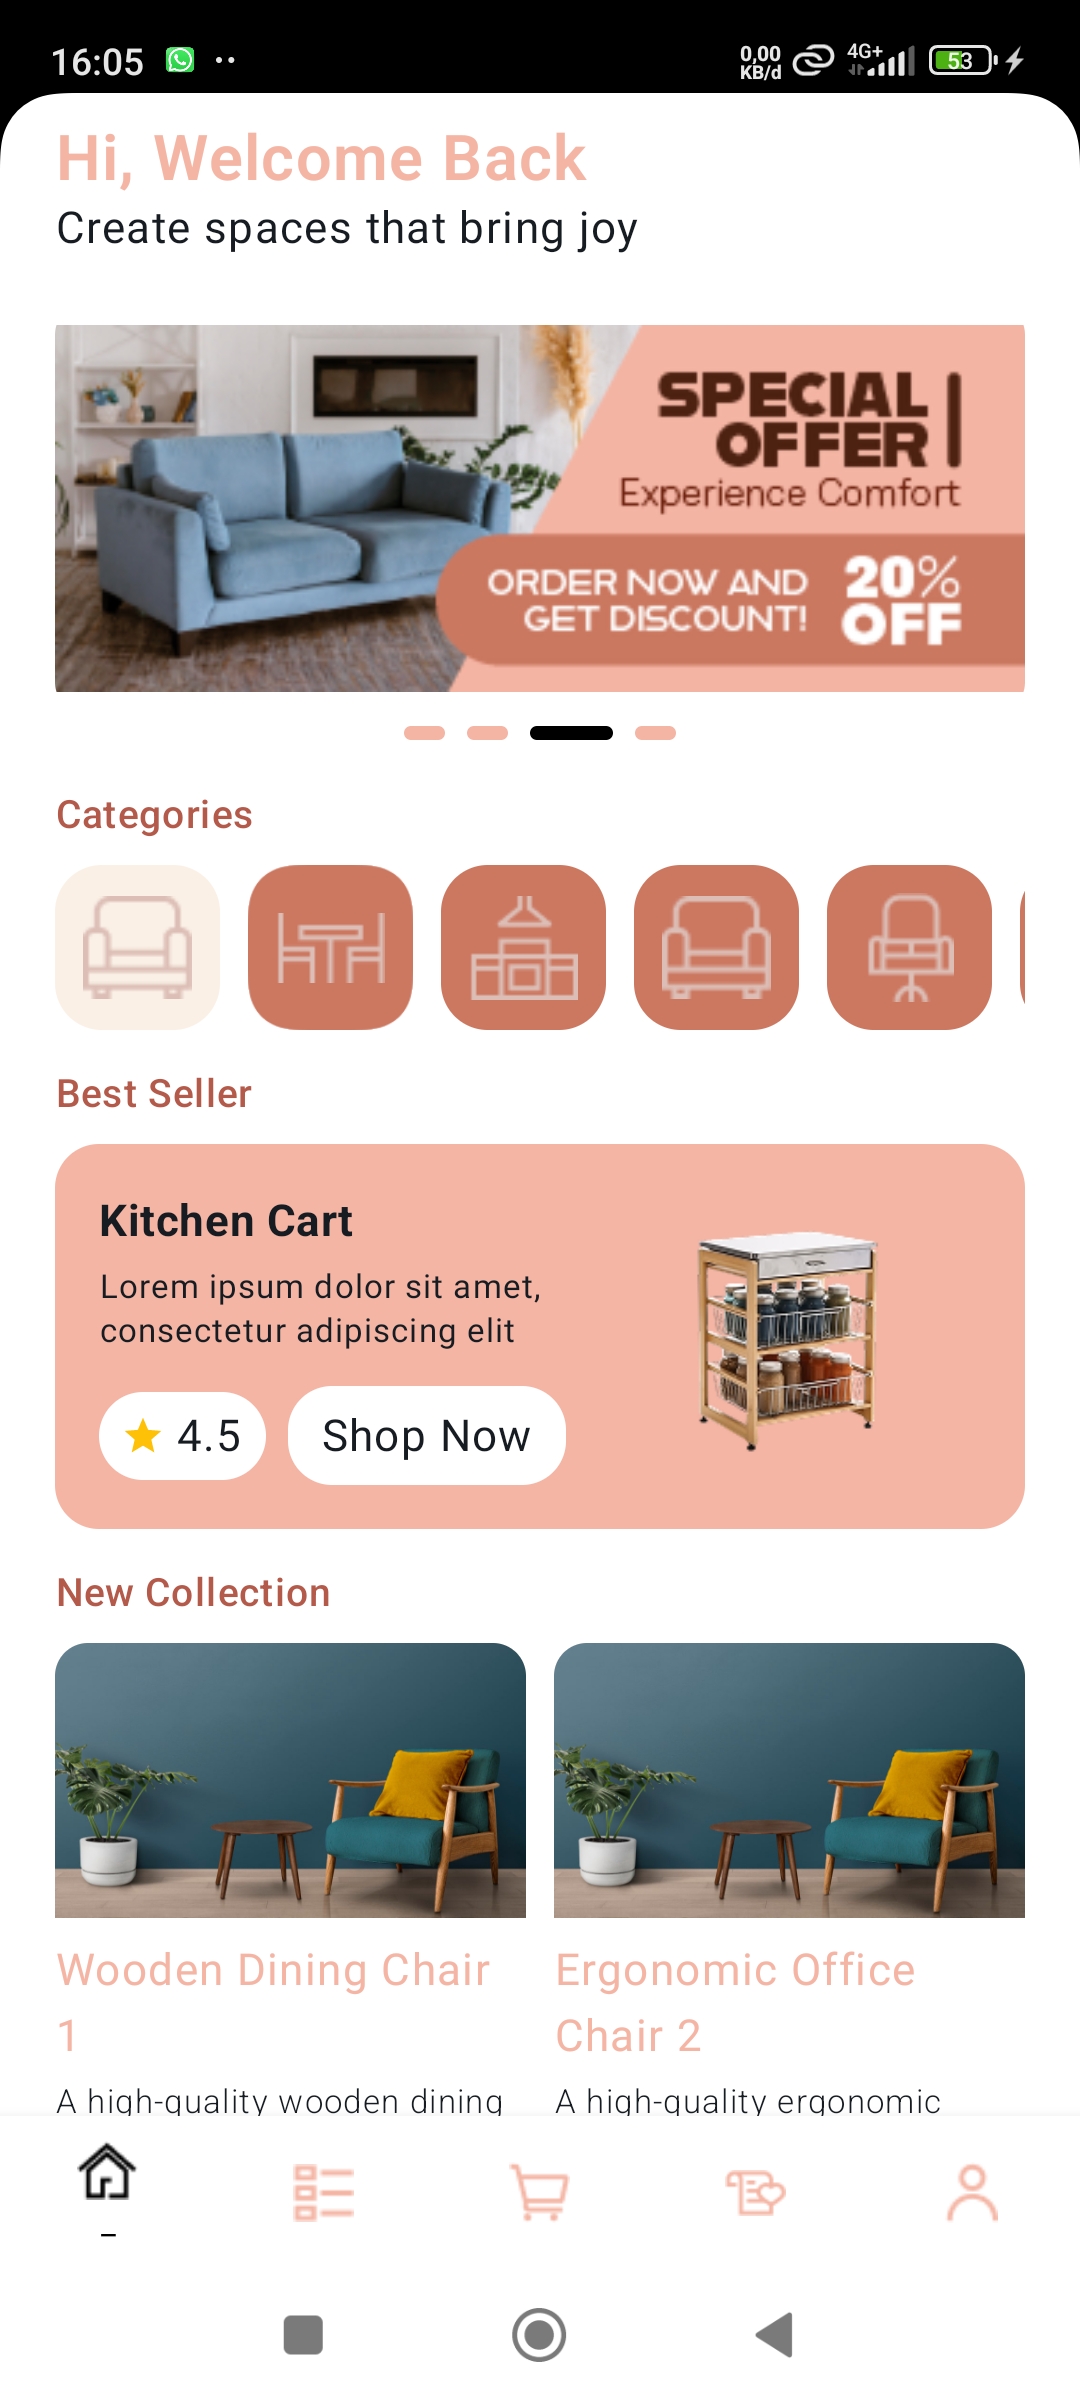 16:05
0,00
KB/d
4G+
53
Hi, Welcome Back
Create spaces that bring joy
SPECIAL
OFFER
Experience Comfort
ORDER NOW AND
GET DISCOUNT!
20%
OFF
Categories
Best Seller
Kitchen Cart
Lorem ipsum dolor sit amet,
consectetur adipiscing elit
4.5
Shop Now
New Collection
Wooden Dining Chair
1
Ergonomic Office
Chair 2
A high-quality wooden dining
A high-quality ergonomic